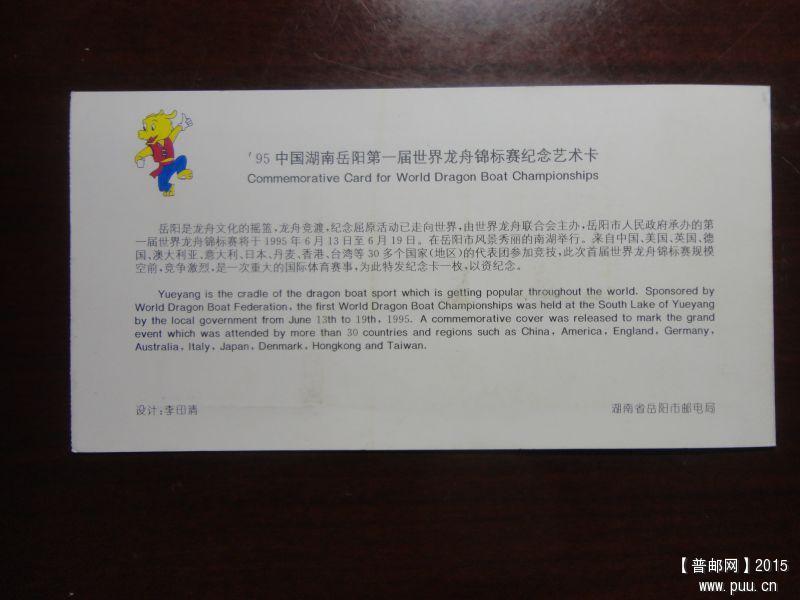 '95 中国湖南岳阳第一届世界龙舟锦标赛纪念艺术卡
Commemorative Card for World Dragon Boat Championships
岳阳是龙舟文化的摇篮,龙舟竞渡,纪念屈原活动已走向世界,由世界龙舟联合会主办,岳阳市人民政府承办的第
一届世界龙舟锦标赛将于 1995 年 6 月 13 日至 6 月 19 日。在岳阳市风景秀丽的南湖举行。来自中国、美国、英国、德
国、澳大利亚、意大利、日本、丹麦、香港、台湾等 30 多个国家(地区)的代表团参加竞技,此次首届世界龙舟锦标赛规模
空前,竞争激烈,是一次重大的国际体育赛事,为此特发纪念卡一枚,以资纪念。
Yueyang is the cradle of the dragon boat sport which is getting popular throughout the world. Sponsored by
World Dragon Boat Federation, the first World Dragon Boat Championships was held at the South Lake of Yueyang
by the local government from June 13th to 19th, 1995. A commemorative cover was released to mark the grand
event which was attended by more than 30 countries and regions such as China, America, England, Germany,
Australia, Italy, Japan, Denmark, Hongkong and Taiwan.
设计:李印清
湖南省岳阳市邮电局
【普邮网】2015
www.puu.cn